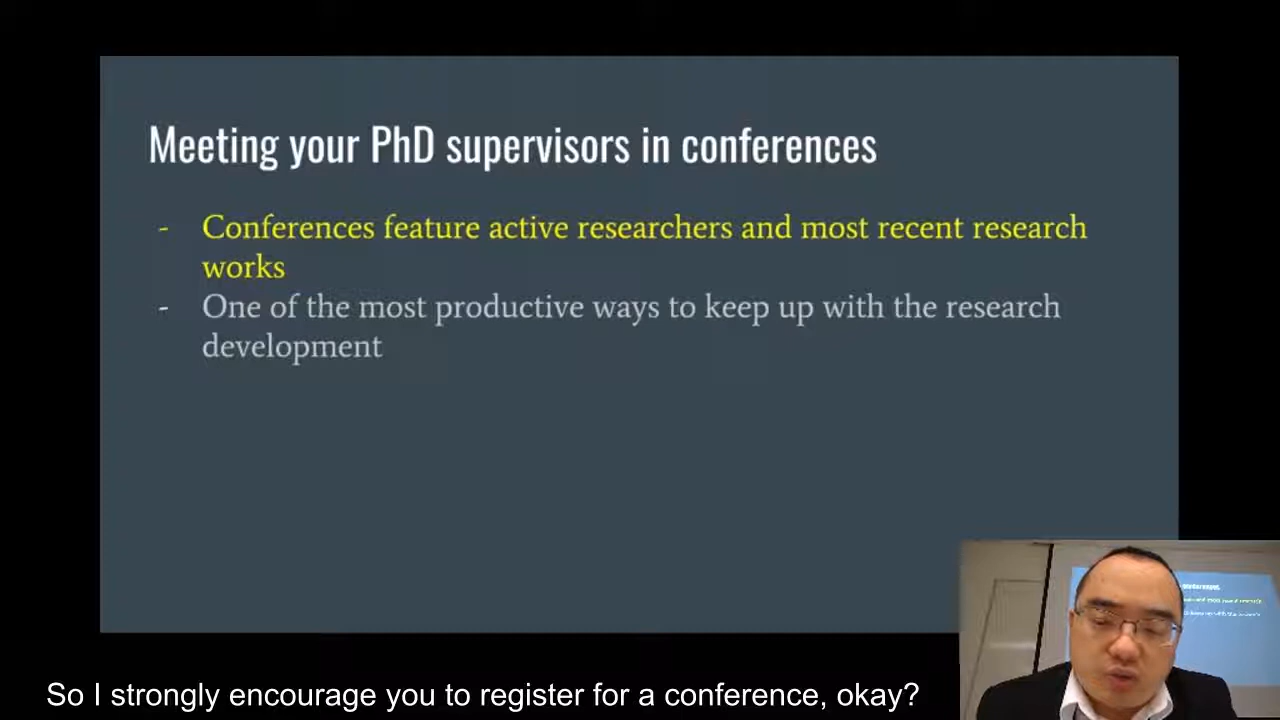 Meeting your PhD supervisors in conferences
- Conferences feature active researchers and most recent research
works
- One of the most productive ways to keep up with the research
development
So I strongly encourage you to register for a conference, okay?